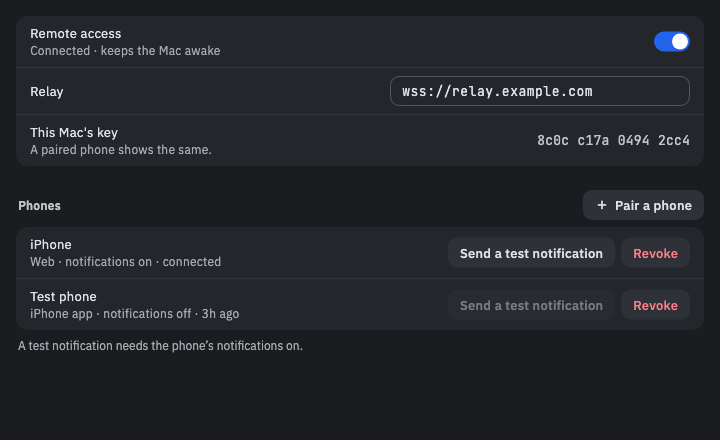 Remote access
Connected · keeps the Mac awake
Relay
wss://relay.example.com
This Mac's key
A paired phone shows the same.
8c0c c17a 0494 2cc4
Phones
+ Pair a phone
iPhone
Web · notifications on · connected
Send a test notification
Revoke
Test phone
iPhone app · notifications off · 3h ago
Send a test notification
Revoke
A test notification needs the phone’s notifications on.